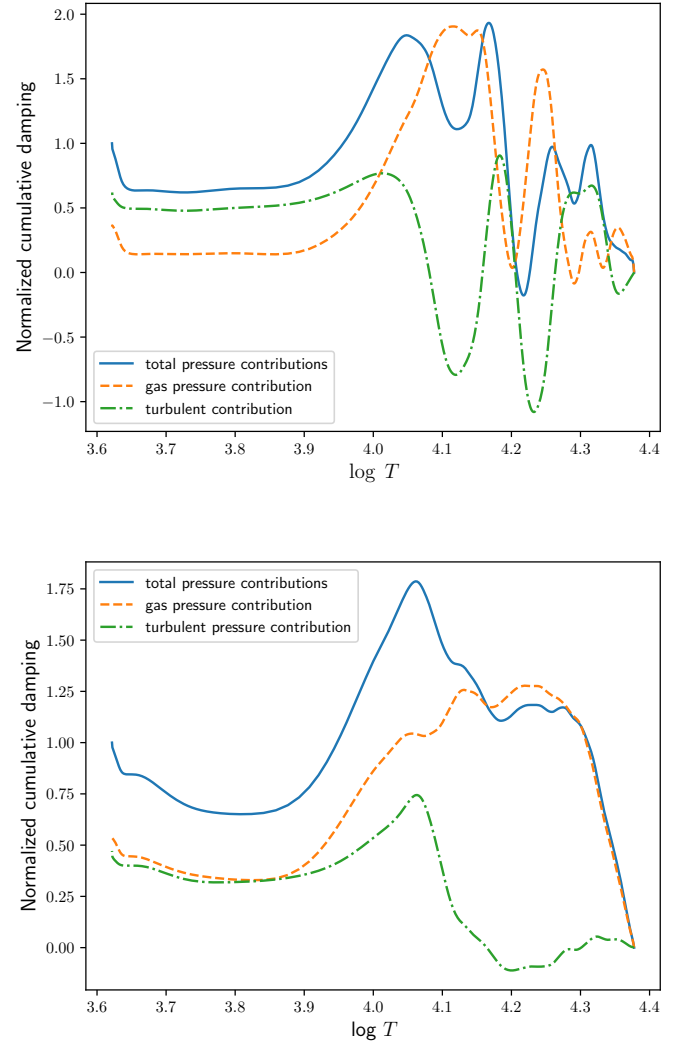 Normalized cumulative damping
2.0
1.5
1.0
0.5
0.0
−0.5
−1.0
total pressure contributions
gas pressure contribution
turbulent contribution
3.6 3.7 3.8 3.9 4.0 4.1 4.2 4.3 4.4
log T
Normalized cumulative damping
1.75
1.50
1.25
1.00
0.75
0.50
0.25
0.00
total pressure contributions
gas pressure contribution
turbulent pressure contribution
3.6 3.7 3.8 3.9 4.0 4.1 4.2 4.3 4.4
log T